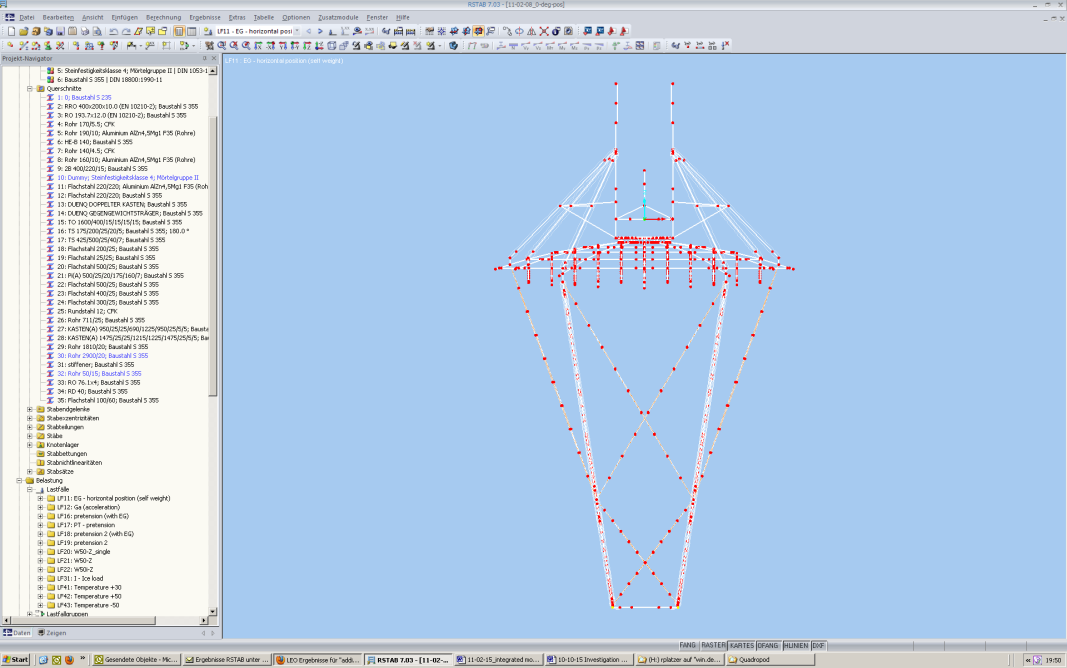 RSTAB 7.03 - [11-02-08_0-deg-pos]
Datei Bearbeiten Ansicht Einfügen Berechnung Ergebnisse Extras Tabelle Optionen Zusatzmodule Fenster Hilfe
LF11 - EG - horizontal posi
Projekt-Navigator
LF11: EG - horizontal position (self weight)
5: Steinfestigkeitsklasse 4; Mörtelgruppe II | DIN 1053-1
6: Baustahl S 355 | DIN 18800:1990-11
Querschnitte
1: 0; Baustahl S 235
2: RRO 400x200x10.0 (EN 10210-2); Baustahl S 355
3: RO 193.7x12.0 (EN 10210-2); Baustahl S 355
4: Rohr 170/5.5; CFK
5: Rohr 190/10; Aluminium AlZn4,5Mg1 F35 (Rohre)
6: HE-B 140; Baustahl S 355
7: Rohr 140/4.5; CFK
8: Rohr 160/10; Aluminium AlZn4,5Mg1 F35 (Rohre)
9: 2B 400/220/15; Baustahl S 355
10: Dummy; Steinfestigkeitsklasse 4; Mörtelgruppe II
11: Flachstahl 220/220; Aluminium AlZn4,5Mg1 F35 (Roh
12: Flachstahl 220/220; Baustahl S 355
13: DUENQ DOPPELTER KASTEN; Baustahl S 355
14: DUENQ GEGENGEWICHTSTRÄGER; Baustahl S 355
15: TO 1600/400/15/15/15/15; Baustahl S 355
16: TS 175/200/25/20/5; Baustahl S 355; 180.0 °
17: TS 425/500/25/40/7; Baustahl S 355
18: Flachstahl 200/25; Baustahl S 355
19: Flachstahl 25/25; Baustahl S 355
20: Flachstahl 500/25; Baustahl S 355
21: PI(A) 500/25/20/175/160/7; Baustahl S 355
22: Flachstahl 500/25; Baustahl S 355
23: Flachstahl 400/25; Baustahl S 355
24: Flachstahl 300/25; Baustahl S 355
25: Rundstahl 12; CFK
26: Rohr 711/25; Baustahl S 355
27: KASTEN(A) 950/25/25/690/1225/950/25/5/5; Bausta
28: KASTEN(A) 1475/25/25/1215/1225/1475/25/5/5; Bau
29: Rohr 1810/20; Baustahl S 355
30: Rohr 2900/20; Baustahl S 355
31: stiffener; Baustahl S 355
32: Rohr 50/15; Baustahl S 355
33: RO 76.1x4; Baustahl S 355
34: RD 40; Baustahl S 355
35: Flachstahl 100/60; Baustahl S 355
Stabendgelenke
Stabexzentrizitäten
Stabteilungen
Stäbe
Knotenlager
Stabbettungen
Stabnichtlinearitäten
Stabsätze
Belastung
Lastfälle
LF11: EG - horizontal position (self weight)
LF12: Ga (acceleration)
LF16: pretension (with EG)
LF17: PT - pretension
LF18: pretension 2 (with EG)
LF19: pretension 2
LF20: W50-Z_single
LF21: W50-Z
LF22: W50i-Z
LF31: I - Ice load
LF41: Temperature +30
LF42: Temperature +50
LF43: Temperature -50
Lastfallgruppen
Daten Zeigen
FANG RASTER KARTES OFANG HLINIEN DXF
Start Gesendete Objekte - Mic... Ergebnisse RSTAB unter ... LEO Ergebnisse für "addi... RSTAB 7.03 - [11-02-... 11-02-15_integrated mo... 10-10-15 Investigation ... (H:) rplatzer auf "win.de... Quadropod 19:50